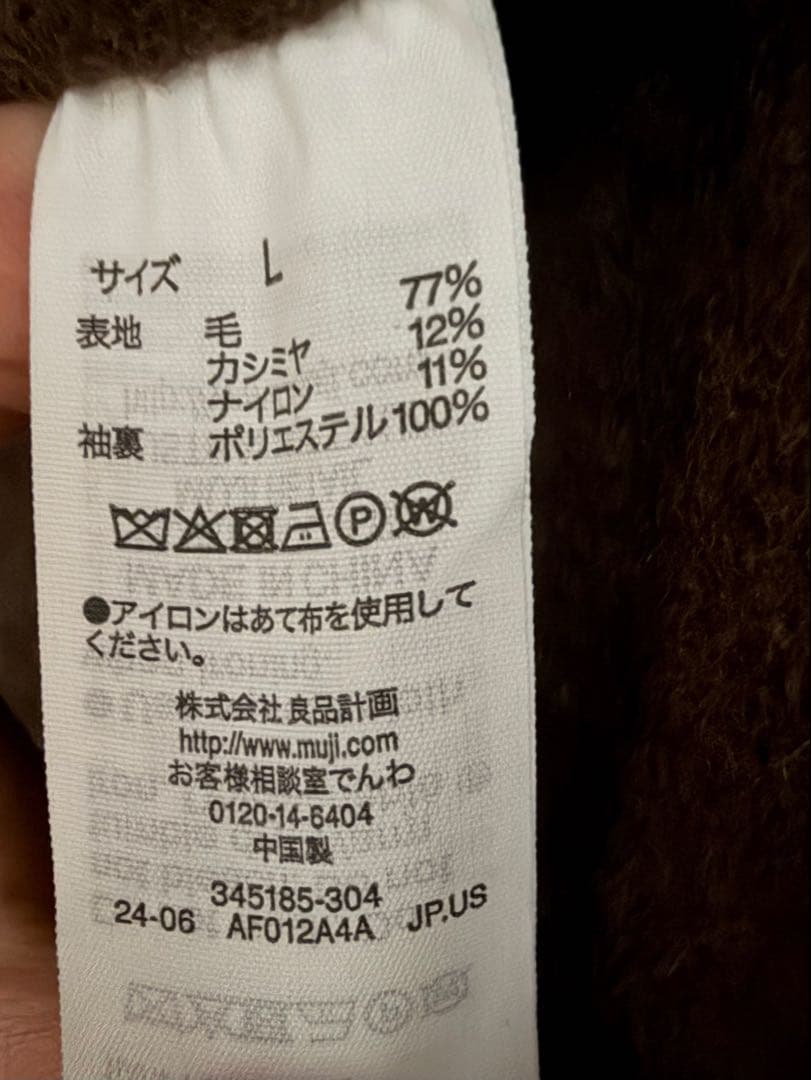 サイズ L
表地 毛 77%
カシミヤ 12%
ナイロン 11%
袖裏 ポリエステル 100%
P W
●アイロンはあて布を使用して
ください。
株式会社 良品計画
http://www.muji.com
お客様相談室でんわ
0120-14-6404
中国製
345185-304
24-06 AF012A4A JP,US
MADE IN CHINA